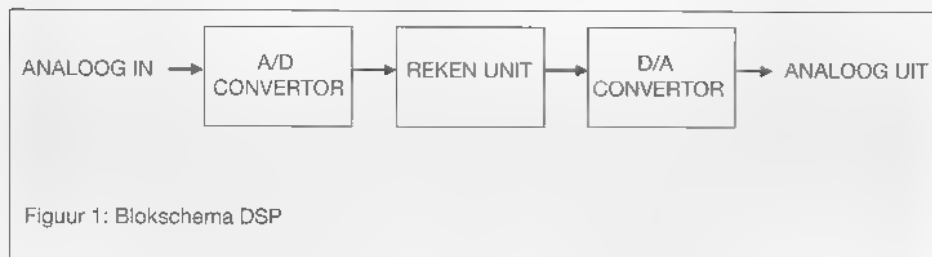 ANALOOG IN
A/D
CONVERTOR
REKEN UNIT
D/A
CONVERTOR
ANALOOG UIT
Figuur 1: Blokschema DSP